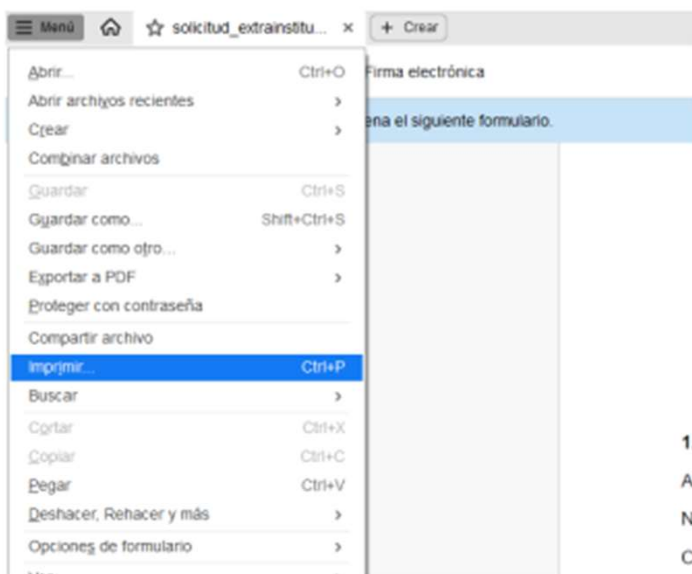 Menú solicitud_extrainstitu... × + Crear
Abrir... Ctrl+O
Firma electrónica
Abrir archivos recientes >
Crear >
ena el siguiente formulario.
Combinar archivos
Guardar Ctrl+S
Guardar como... Shift+Ctrl+S
Guardar como otro... >
Exportar a PDF >
Proteger con contraseña
Compartir archivo
Imprimir... Ctrl+P
Buscar >
Cortar Ctrl+X
1
Copiar Ctrl+C
A
Pegar Ctrl+V
Deshacer, Rehacer y más >
N
Opciones de formulario >